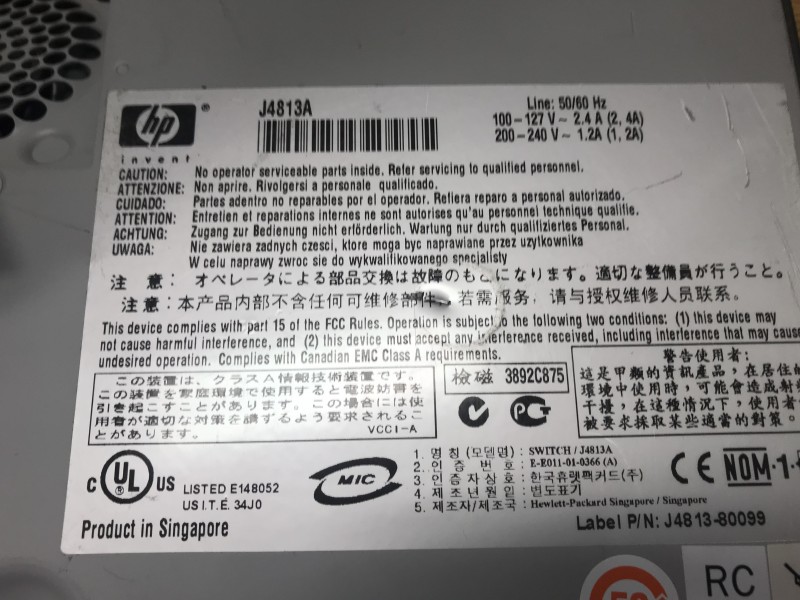 hp ®
invent
J4813A
Line: 50/60 Hz
100-127 V ~ 2.4 A (2, 4A)
200-240 V ~ 1.2A (1, 2A)
CAUTION: No operator serviceable parts inside. Refer servicing to qualified personnel.
ATTENZIONE: Non aprire. Rivolgersi a personale qualificado.
CUIDADO: Partes adentro no reparables por el operador. Refiera reparo a personal autorizado.
ATTENTION: Entretien et reparations internes ne sont autorises qu'au personnel technique qualifie.
ACHTUNG: Zugang zur Bedienung nicht erförderlich. Wartung nur durch qualifiziertes Personal.
UWAGA: Nie zawiera zadnych czesci, ktore moga byc naprawiane przez uzytkownika
W celu naprawy zwroc sie do wykwalifikowanego specjalisty
注 意: オペレータによる部品交換は故障のもとになります。適切な整備員が行うこと。
注意:本产品内部不含任何可维修部件。若需服务,请与授权维修人员联系。
This device complies with part 15 of the FCC Rules. Operation is subject to the following two conditions: (1) this device may
not cause harmful interference, and (2) this device must accept any interference received, including interference that may cause
undesired operation. Complies with Canadian EMC Class A requirements.
この装置は、クラスA情報技術装置です。
この装置を家庭環境で使用すると電波妨害を
引き起こすことがあります。この場合には使
用者が適切な対策を講ずるよう要求されるこ
とがあります。 VCCI-A
檢磁 3892C875
警告使用者:
這是甲類的資訊產品,在居住的
環境中使用時,可能會造成射頻
干擾,在這種情況下,使用者會
被要求採取某些適當的對策。
C UL US
LISTED E148052
US I.T.E. 34J0
MIC
1. 명 칭 (모델명) : SWITCH / J4813A
2. 인 증 번 호 : E-E011-01-0366 (A)
3. 인 증 자 상 호 : 한국휴렛팩커드(주)
4. 제 조 년 월 일 : 별도표기
5. 제조자/제조국 : Hewlett-Packard Singapore / Singapore
CE NOM-1
Product in Singapore
Label P/N: J4813-80099
RC